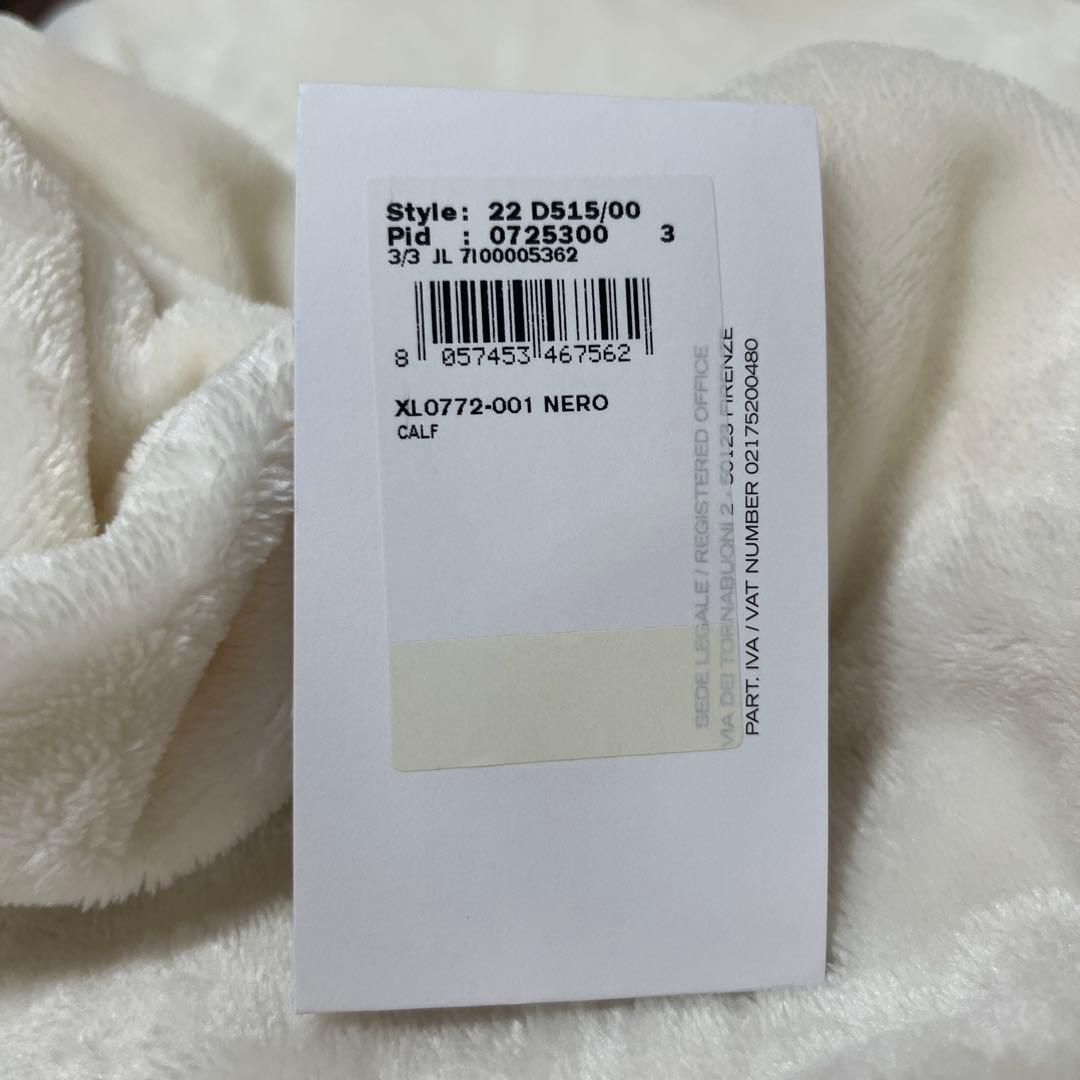 Style: 22 D515/00
Pid : 0725300 3
3/3 JL 7100005362
8 057453 467562
XL0772-001 NERO
CALF
SEDE LEGALE / REGISTERED OFFICE
VIA DEI TORNABUONI 2 - 50123 FIRENZE
PART. IVA / VAT NUMBER 02175200480